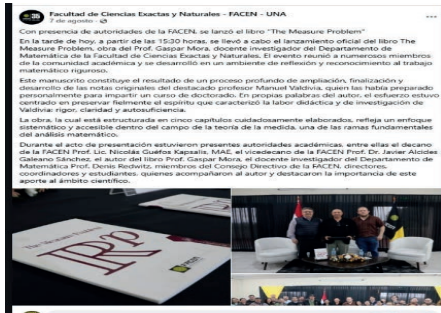 Facultad de Ciencias Exactas y Naturales - FACEN - UNA
7 de agosto ·
Con presencia de autoridades de la FACEN, se lanzó el libro "The Measure Problem"
En la tarde de hoy, a partir de las 15:30 horas, se llevó a cabo el lanzamiento oficial del libro The
Measure Problem, obra del Prof. Gaspar Mora, docente investigador del Departamento de
Matemática de la Facultad de Ciencias Exactas y Naturales. El evento reunió a numerosos miembros
de la comunidad académica y se desarrolló en un ambiente de reflexión y reconocimiento al trabajo
matemático riguroso.
Este manuscrito constituye el resultado de un proceso profundo de ampliación, finalización y
desarrollo de las notas originales del destacado profesor Manuel Valdivia, quien las había preparado
personalmente para impartir un curso de doctorado. En propias palabras del autor, el esfuerzo estuvo
centrado en preservar fielmente el espíritu que caracterizó la labor didáctica y de investigación de
Valdivia: rigor, claridad y autosuficiencia.
La obra, la cual está estructurada en cinco capítulos cuidadosamente elaborados, refleja un enfoque
sistemático y accesible dentro del campo de la teoría de la medida, una de las ramas fundamentales
del análisis matemático.
Durante el acto de presentación estuvieron presentes autoridades académicas, entre ellas el decano
de la FACEN Prof. Lic. Nicolás Guefos Kapsalis, MAE, el vicedecano de la FACEN Prof. Dr. Javier Alcides
Galeano Sánchez, el autor del libro Prof. Gaspar Mora, el docente investigador del Departamento de
Matemática Prof. Denis Redwitz, miembros del Consejo Directivo de la FACEN, directores,
coordinadores y estudiantes, quienes acompañaron al autor y destacaron la importancia de este
aporte al ámbito científico.
The Measure Problem